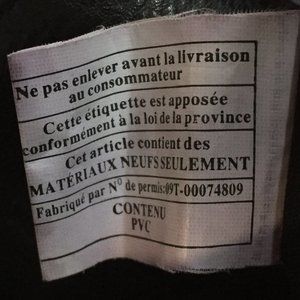 Ne pas enlever avant la livraison
au consommateur
Cette étiquette est apposée
conformément à la loi de la province
Cet article contient des
MATÉRIAUX NEUFS SEULEMENT
Fabriqué par N° de permis:09T-00074809
CONTENU
PVC